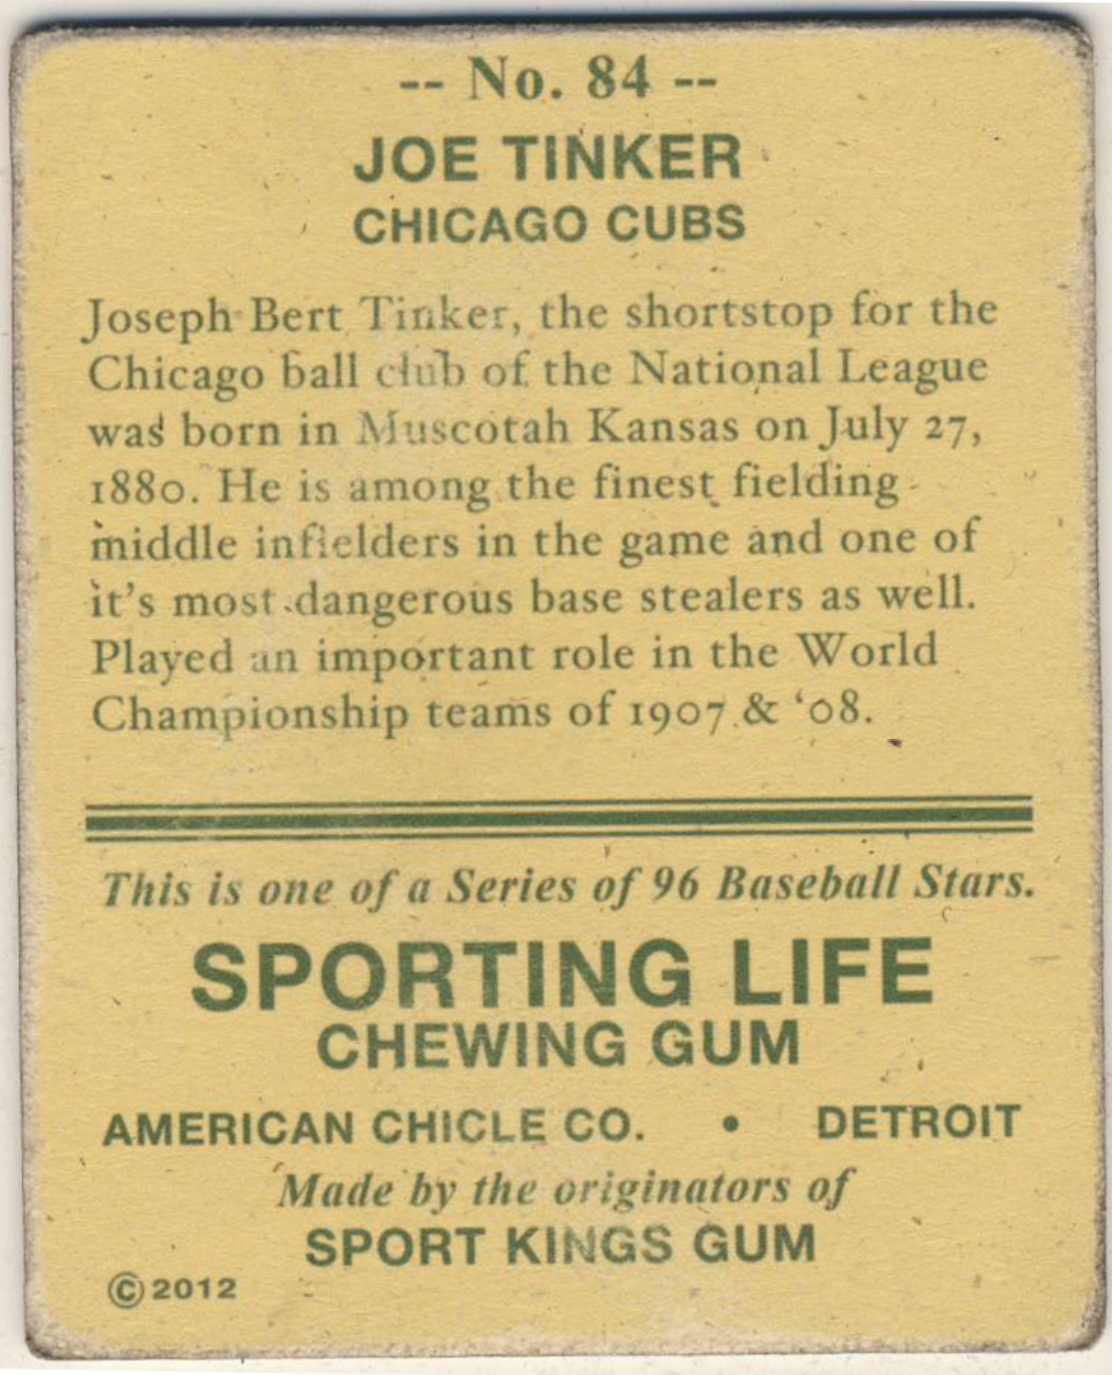 -- No. 84 --
JOE TINKER
CHICAGO CUBS
Joseph Bert Tinker, the shortstop for the
Chicago ball club of the National League
was born in Muscotah Kansas on July 27,
1880. He is among the finest fielding
middle infielders in the game and one of
it's most dangerous base stealers as well.
Played an important role in the World
Championship teams of 1907 & ‘08.
This is one of a Series of 96 Baseball Stars.
SPORTING LIFE
CHEWING GUM
AMERICAN CHICLE CO. • DETROIT
Made by the originators of
SPORT KINGS GUM
©2012